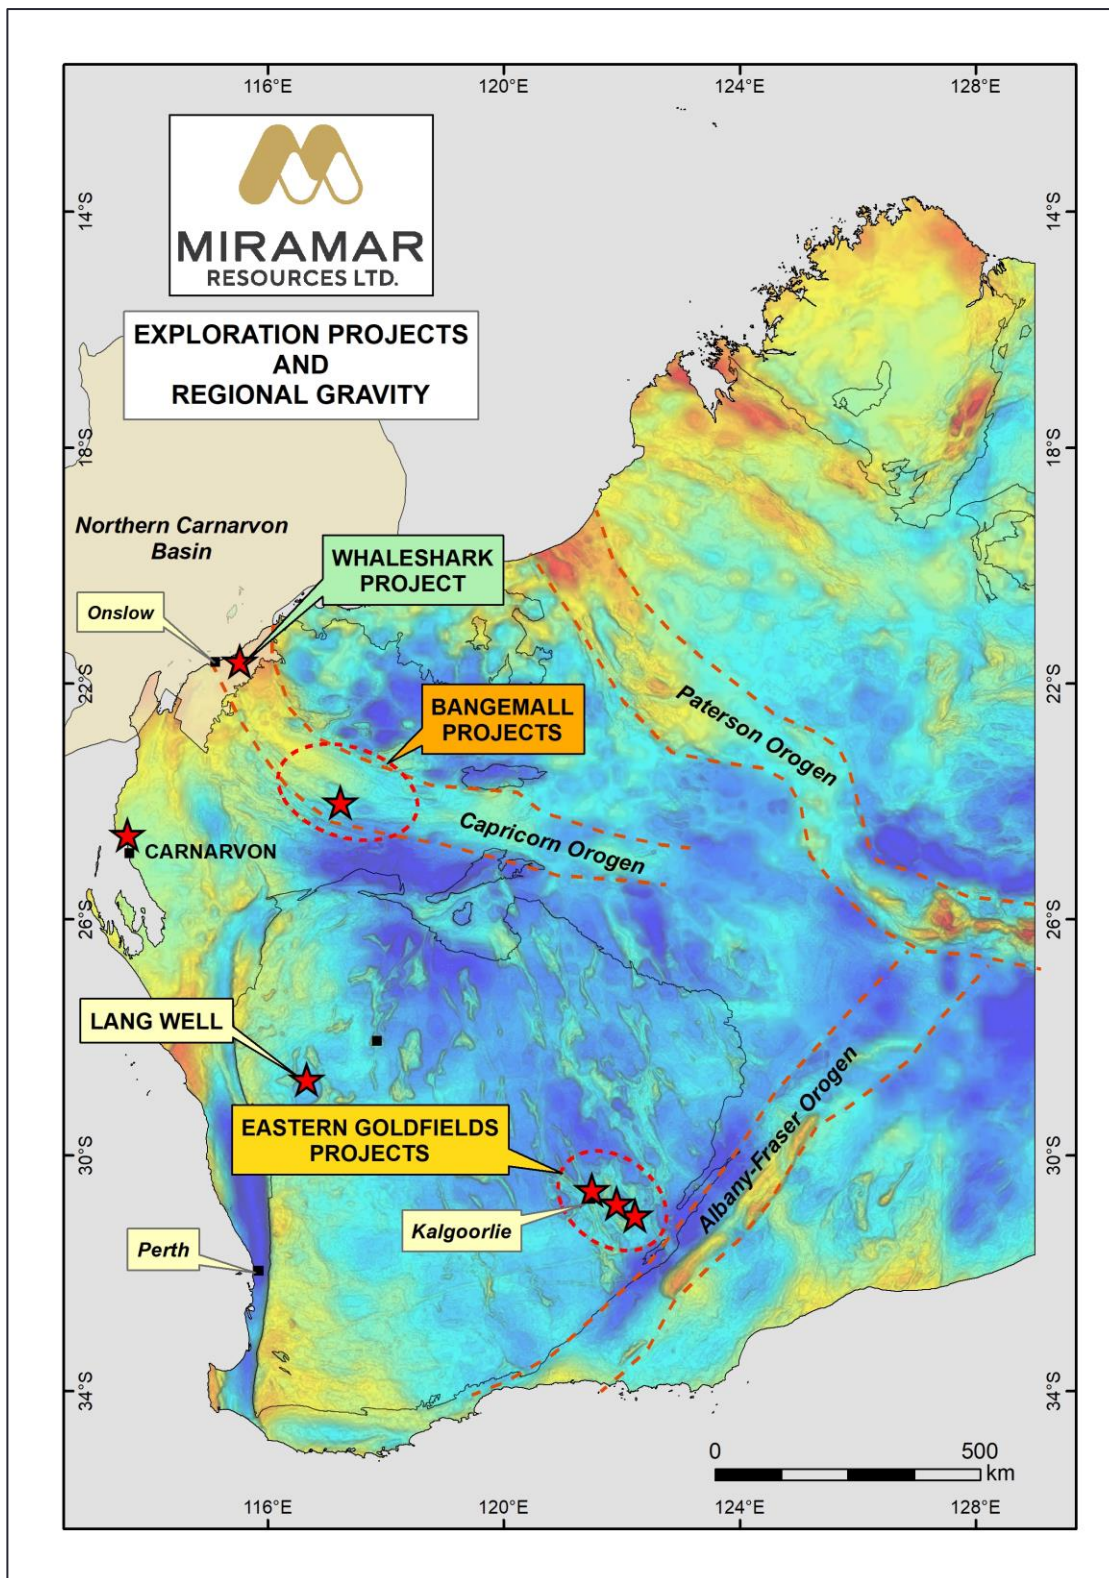 116°E
120°E
124°E
128°E
MIRAMAR
RESOURCES LTD.
14°S
14°S
EXPLORATION PROJECTS
AND
REGIONAL GRAVITY
18°S
18°S
Northern Carnarvon
Basin
WHALESHARK
PROJECT
Onslow
22°S
22°S
BANGEMALL
PROJECTS
Paterson Orogen
Capricorn Orogen
CARNARVON
26°S
26°S
LANG WELL
EASTERN GOLDFIELDS
PROJECTS
Albany-Fraser Orogen
30°S
30°S
Kalgoorlie
Perth
34°S
34°S
0
500
km
116°E
120°E
124°E
128°E